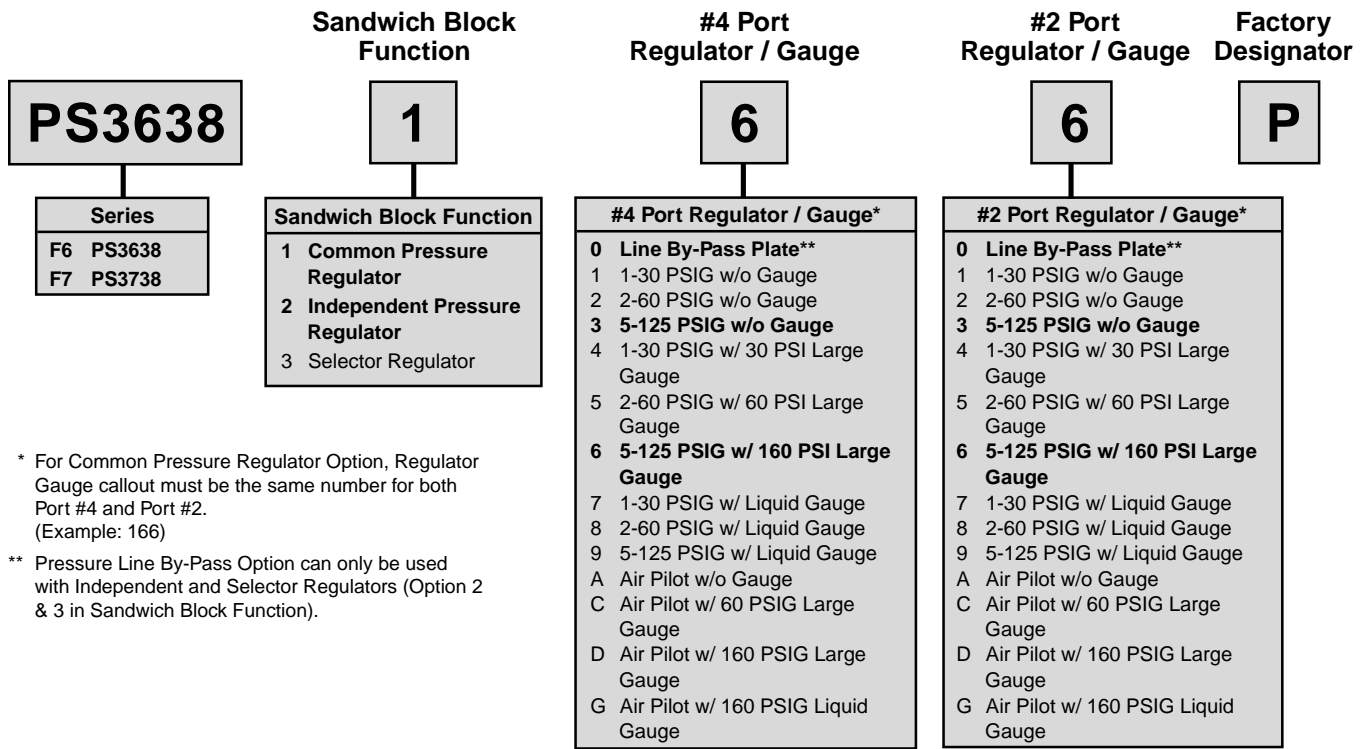 Sandwich Block
Function
#4 Port
Regulator / Gauge
#2 Port
Regulator / Gauge
Factory
Designator
PS3638
1
6
6
P
Series
F6 PS3638
F7 PS3738
Sandwich Block Function
1 Common Pressure
Regulator
2 Independent Pressure
Regulator
3 Selector Regulator
#4 Port Regulator / Gauge*
0 Line By-Pass Plate**
1 1-30 PSIG w/o Gauge
2 2-60 PSIG w/o Gauge
3 5-125 PSIG w/o Gauge
4 1-30 PSIG w/ 30 PSI Large
Gauge
5 2-60 PSIG w/ 60 PSI Large
Gauge
6 5-125 PSIG w/ 160 PSI Large
Gauge
7 1-30 PSIG w/ Liquid Gauge
8 2-60 PSIG w/ Liquid Gauge
9 5-125 PSIG w/ Liquid Gauge
A Air Pilot w/o Gauge
C Air Pilot w/ 60 PSIG Large
Gauge
D Air Pilot w/ 160 PSIG Large
Gauge
G Air Pilot w/ 160 PSIG Liquid
Gauge
#2 Port Regulator / Gauge*
0 Line By-Pass Plate**
1 1-30 PSIG w/o Gauge
2 2-60 PSIG w/o Gauge
3 5-125 PSIG w/o Gauge
4 1-30 PSIG w/ 30 PSI Large
Gauge
5 2-60 PSIG w/ 60 PSI Large
Gauge
6 5-125 PSIG w/ 160 PSI Large
Gauge
7 1-30 PSIG w/ Liquid Gauge
8 2-60 PSIG w/ Liquid Gauge
9 5-125 PSIG w/ Liquid Gauge
A Air Pilot w/o Gauge
C Air Pilot w/ 60 PSIG Large
Gauge
D Air Pilot w/ 160 PSIG Large
Gauge
G Air Pilot w/ 160 PSIG Liquid
Gauge
* For Common Pressure Regulator Option, Regulator
Gauge callout must be the same number for both
Port #4 and Port #2.
(Example: 166)
** Pressure Line By-Pass Option can only be used
with Independent and Selector Regulators (Option 2
& 3 in Sandwich Block Function).